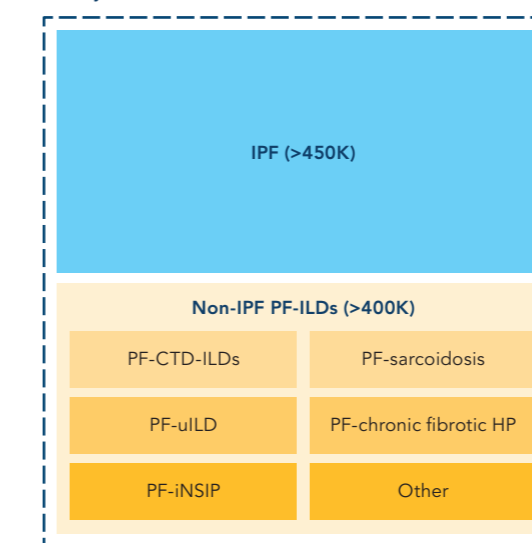 IPF (>450K)
Non-IPF PF-ILDs (>400K)
PF-CTD-ILDs
PF-sarcoidosis
PF-uILD
PF-chronic fibrotic HP
PF-iNSIP
Other